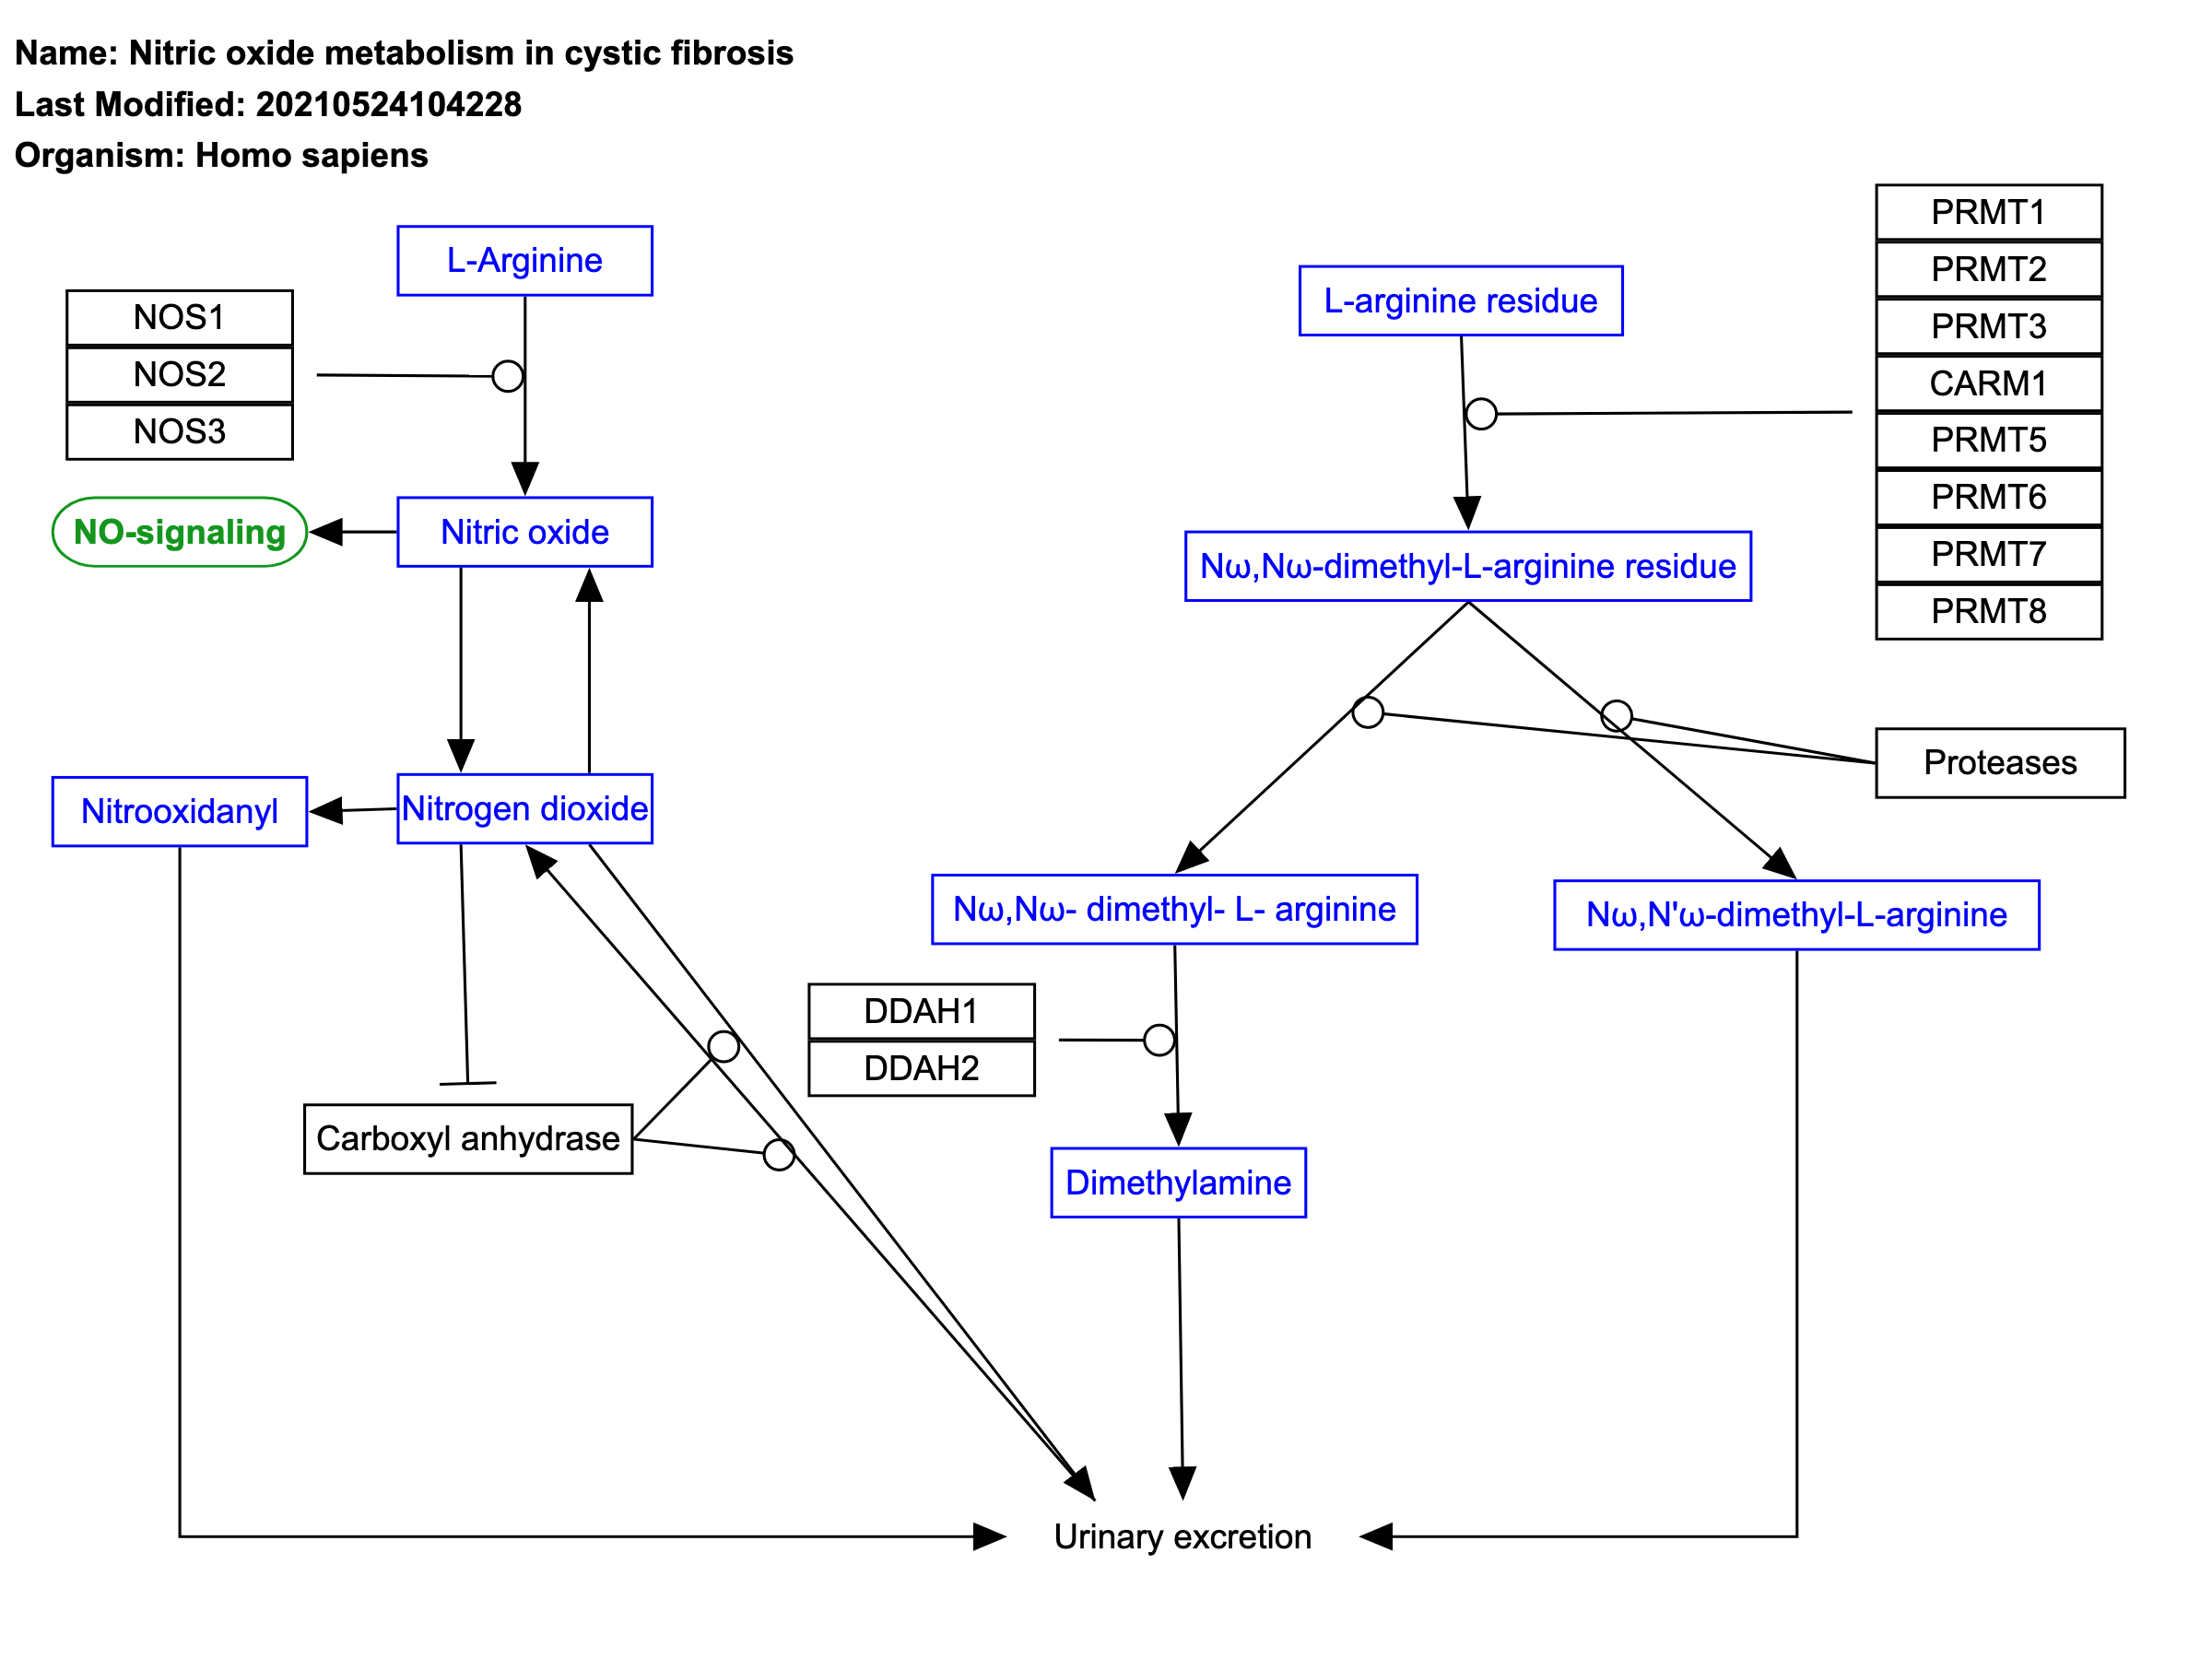 Name: Nitric oxide metabolism in cystic fibrosis
Last Modified: 20210524104228
Organism: Homo sapiens
L-Arginine
NOS1
NOS2
NOS3
NO-signaling
Nitric oxide
Nitrooxidanyl
Nitrogen dioxide
Carboxyl anhydrase
L-arginine residue
PRMT1
PRMT2
PRMT3
CARM1
PRMT5
PRMT6
PRMT7
PRMT8
Nω,Nω-dimethyl-L-arginine residue
Proteases
Nω,Nω- dimethyl- L- arginine
Nω,N'ω-dimethyl-L-arginine
DDAH1
DDAH2
Dimethylamine
Urinary excretion